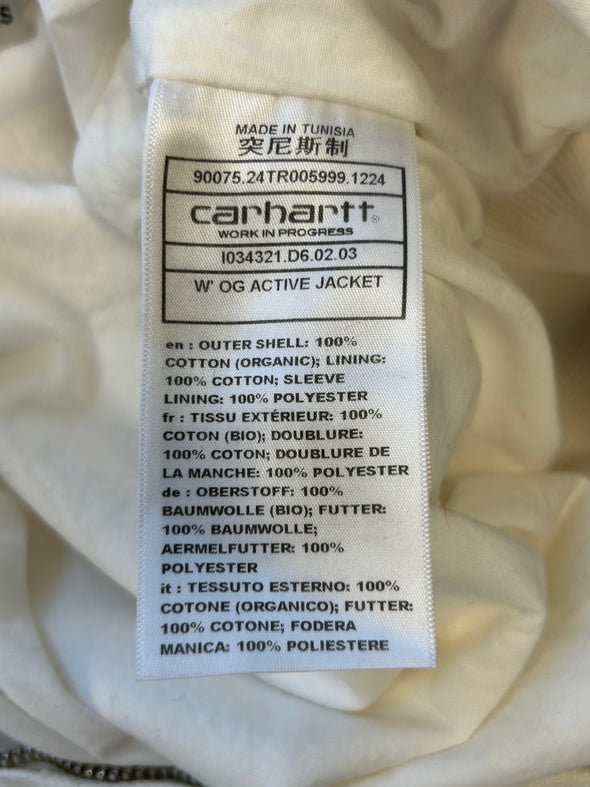 S
MADE IN TUNISIA
突尼斯制
90075.24TR005999.1224
carhartt®
WORK IN PROGRESS
I034321.D6.02.03
W' OG ACTIVE JACKET
en : OUTER SHELL: 100%
COTTON (ORGANIC); LINING:
100% COTTON; SLEEVE
LINING: 100% POLYESTER
fr : TISSU EXTÉRIEUR: 100%
COTON (BIO); DOUBLURE:
100% COTON; DOUBLURE DE
LA MANCHE: 100% POLYESTER
de : OBERSTOFF: 100%
BAUMWOLLE (BIO); FUTTER:
100% BAUMWOLLE;
AERMELFUTTER: 100%
POLYESTER
it : TESSUTO ESTERNO: 100%
COTONE (ORGANICO); FUTTER:
100% COTONE; FODERA
MANICA: 100% POLIESTERE